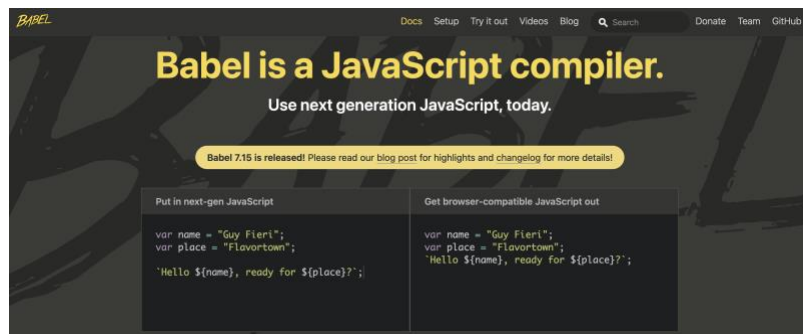 BABEL
Docs Setup Try it out Videos Blog Search Donate Team GitHub
Babel is a JavaScript compiler.
Use next generation JavaScript, today.
Babel 7.15 is released! Please read our blog post for highlights and changelog for more details!
Put in next-gen JavaScript
var name = "Guy Fieri";
var place = "Flavortown";
`Hello ${name}, ready for ${place}?`;
Get browser-compatible JavaScript out
var name = "Guy Fieri";
var place = "Flavortown";
`Hello ${name}, ready for ${place}?`;